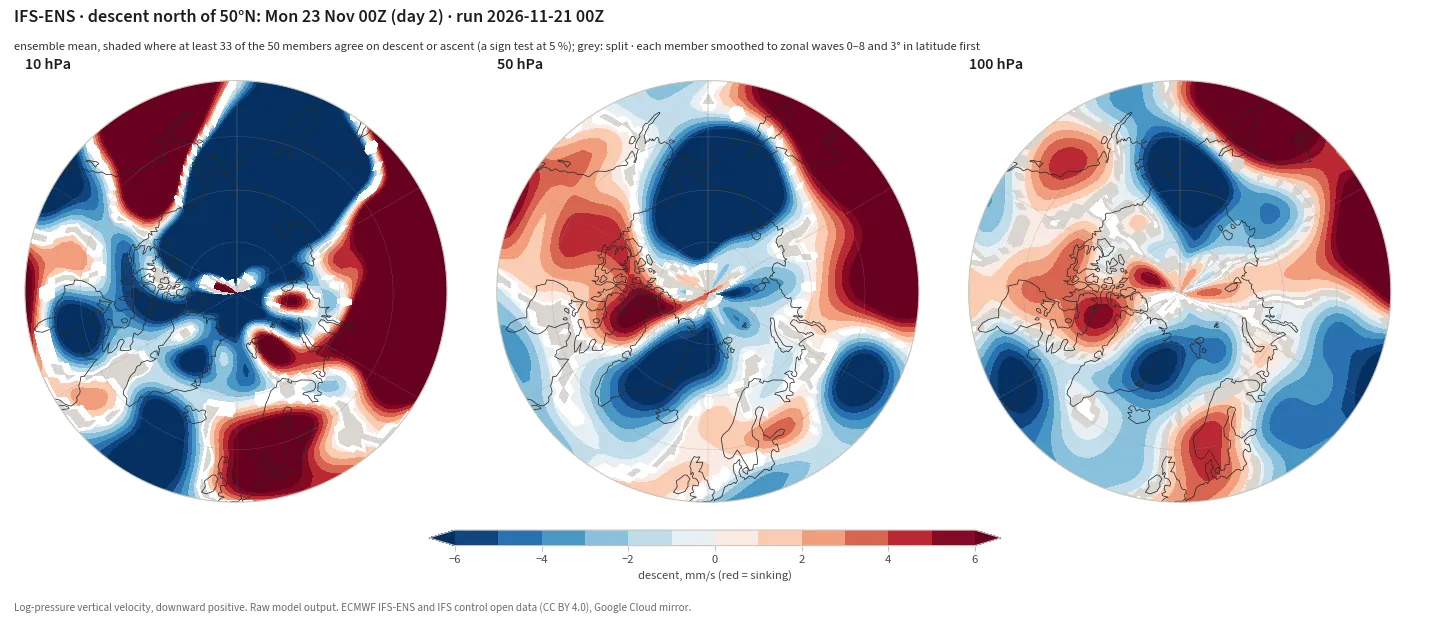 IFS-ENS · descent north of 50°N: Mon 23 Nov 00Z (day 2) · run 2026-11-21 00Z
ensemble mean, shaded where at least 33 of the 50 members agree on descent or ascent (a sign test at 5 %); grey: split · each member smoothed to zonal waves 0–8 and 3° in latitude first
10 hPa
50 hPa
100 hPa
−6 −4 −2 0 2 4 6
descent, mm/s (red = sinking)
Log-pressure vertical velocity, downward positive. Raw model output. ECMWF IFS-ENS and IFS control open data (CC BY 4.0), Google Cloud mirror.